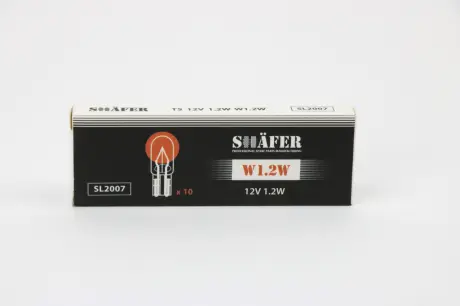 SHÄFER T5 12V 1.2W W1.2W SL2007
SHÄFER
W1.2W
12V 1.2W
SL2007
x 10